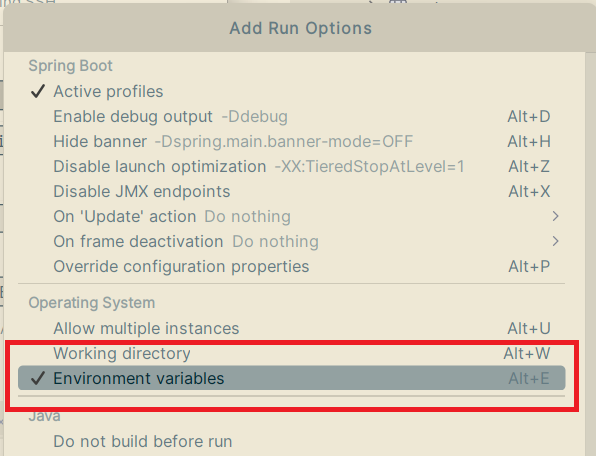 Add Run Options
Spring Boot
✓ Active profiles
Enable debug output -Ddebug Alt+D
Hide banner -Dspring.main.banner-mode=OFF Alt+H
Disable launch optimization -XX:TieredStopAtLevel=1 Alt+Z
Disable JMX endpoints Alt+X
On 'Update' action Do nothing >
On frame deactivation Do nothing >
Override configuration properties Alt+P
Operating System
Allow multiple instances Alt+U
Working directory Alt+W
✓ Environment variables Alt+E
Java
Do not build before run